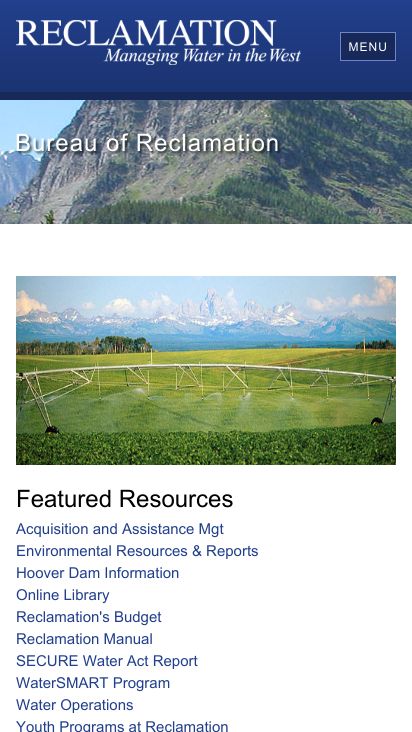 RECLAMATION
Managing Water in the West
MENU
Bureau of Reclamation
Featured Resources
Acquisition and Assistance Mgt
Environmental Resources & Reports
Hoover Dam Information
Online Library
Reclamation's Budget
Reclamation Manual
SECURE Water Act Report
WaterSMART Program
Water Operations
Youth Programs at Reclamation